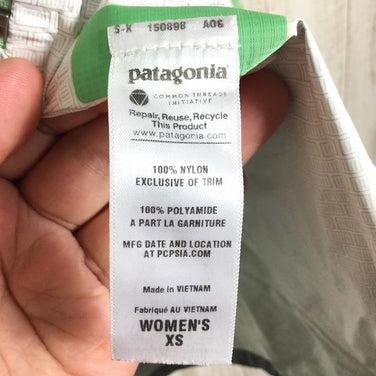 S-K 150898 A06
patagonia
COMMON THREADS
INITIATIVE
Repair, Reuse, Recycle
This Product
www.patagonia.com
100% NYLON
EXCLUSIVE OF TRIM
100% POLYAMIDE
A PART LA GARNITURE
MFG DATE AND LOCATION
AT PCPSIA.COM
Made in VIETNAM
Fabriqué AU VIETNAM
WOMEN'S
XS